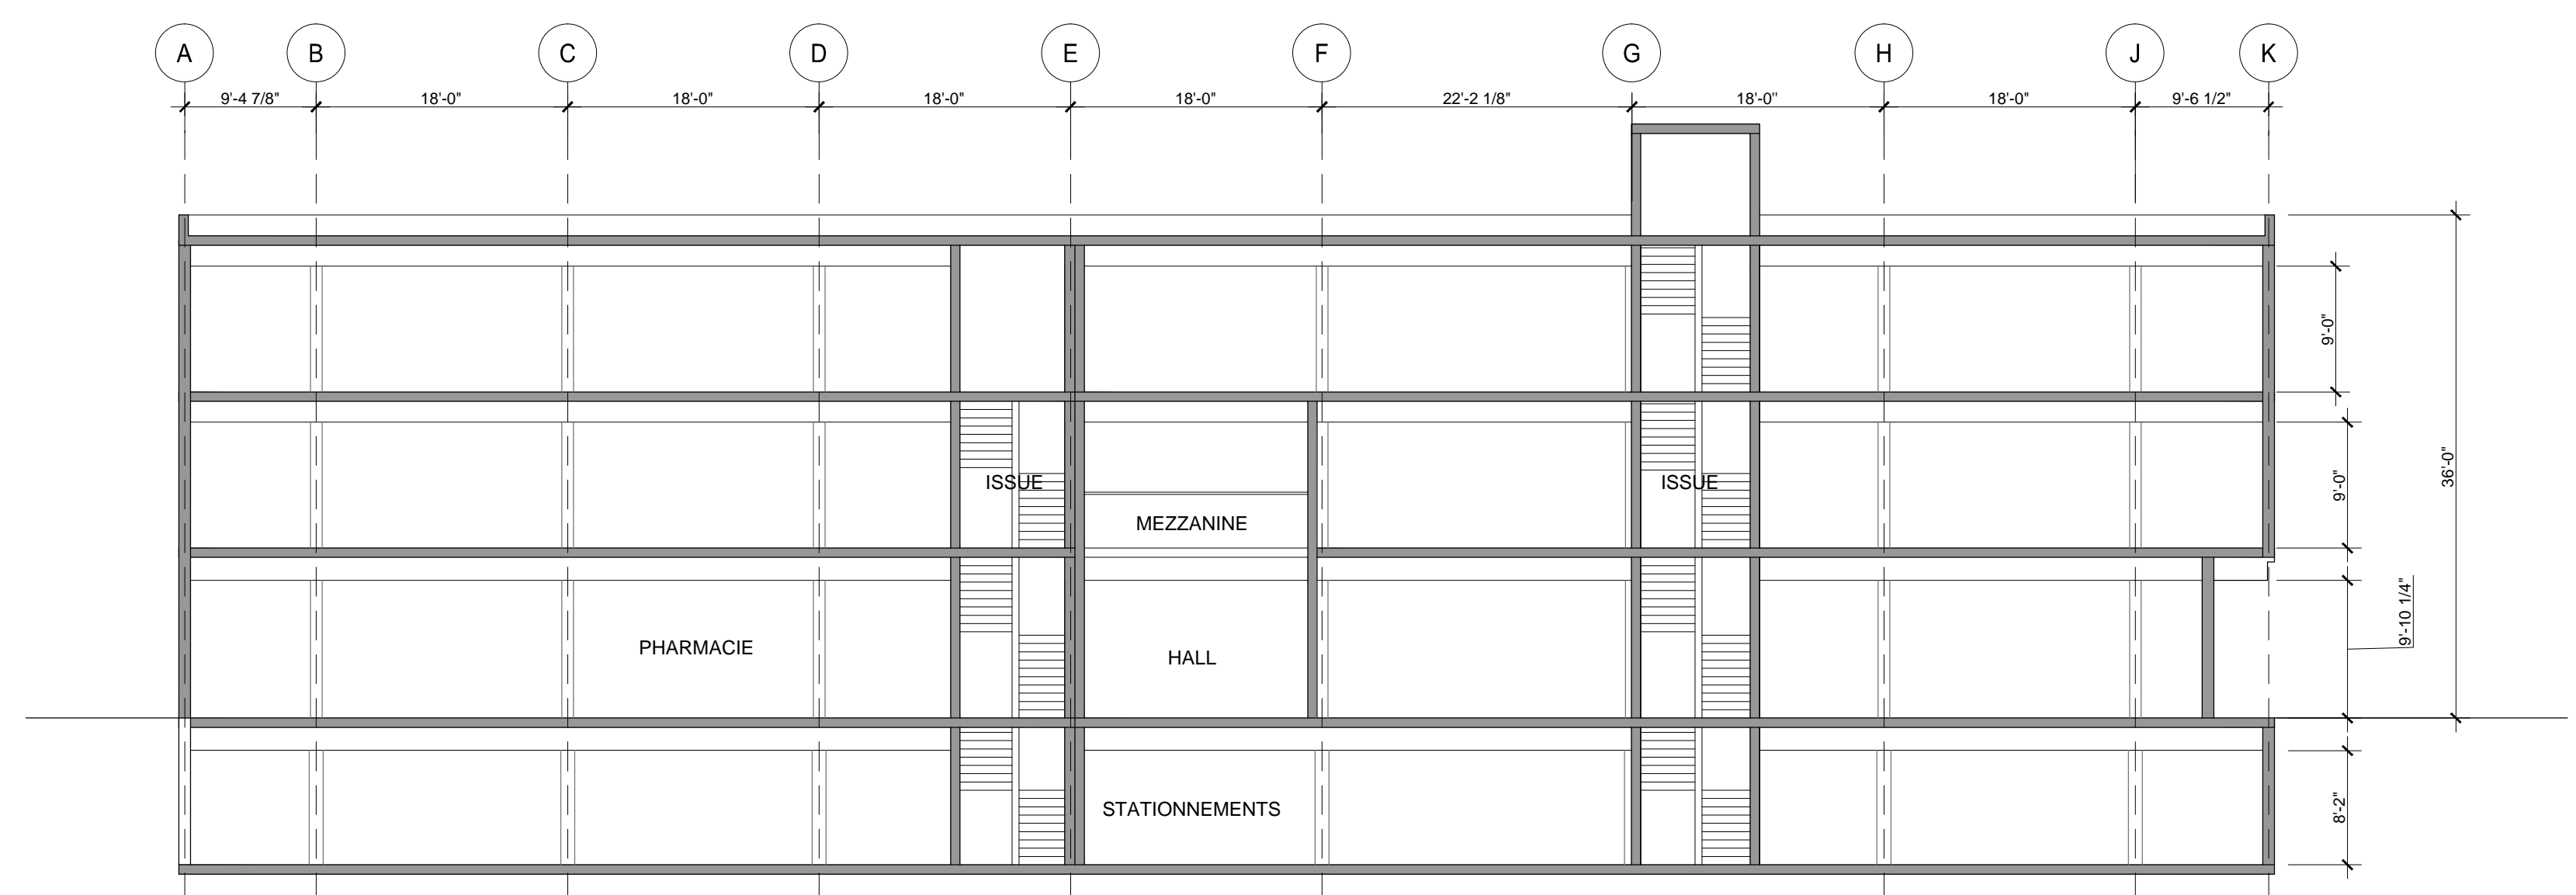 A B C D E F G H J K
9'-4 7/8" 18'-0" 18'-0" 18'-0" 18'-0" 22'-2 1/8" 18'-0" 18'-0" 9'-6 1/2"
9'-0"
36'-0"
9'-0"
ISSUE ISSUE
MEZZANINE
9'-10 1/4"
PHARMACIE
HALL
STATIONNEMENTS
8'-2"